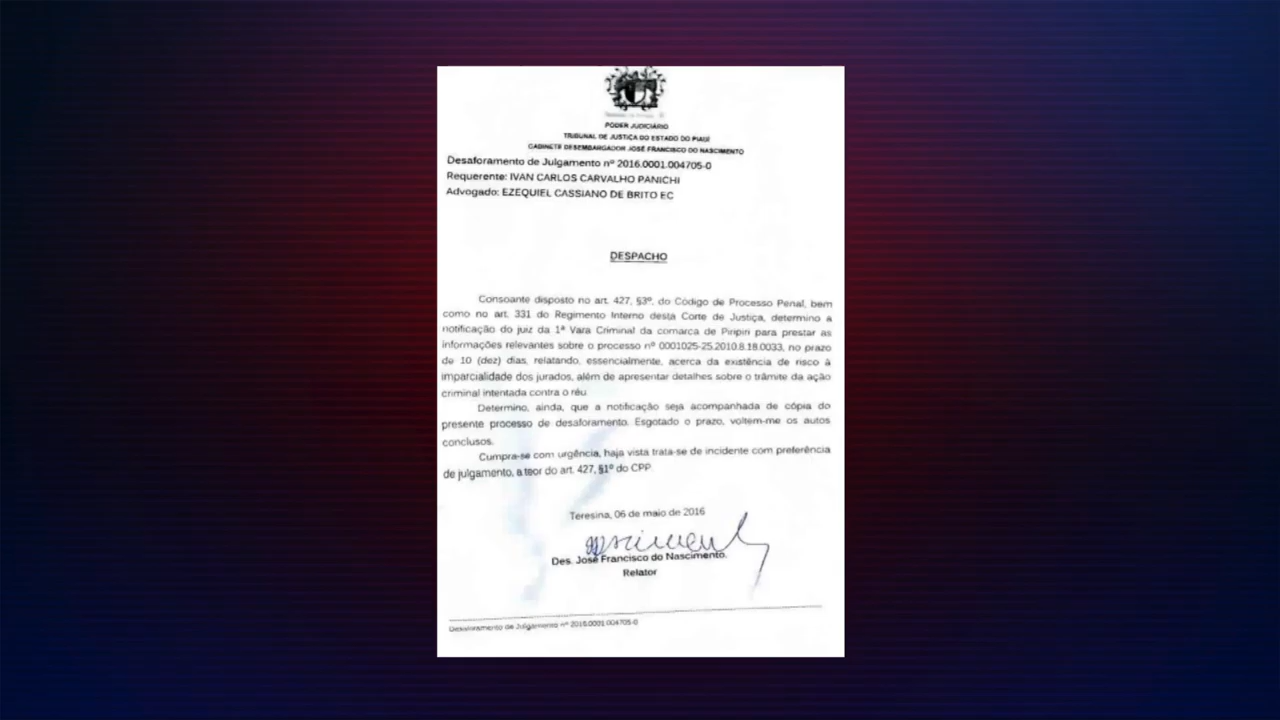 PODER JUDICIÁRIO
TRIBUNAL DE JUSTIÇA DO ESTADO DO PIAUÍ
GABINETE DESEMBARGADOR JOSÉ FRANCISCO DO NASCIMENTO
Desaforamento de Julgamento nº 2016.0001.004705-0
Requerente: IVAN CARLOS CARVALHO PANICHI
Advogado: EZEQUIEL CASSIANO DE BRITO EC
DESPACHO
Consoante disposto no art. 427, §3º, do Código de Processo Penal, bem
como no art. 331 do Regimento Interno desta Corte de Justiça, determino a
notificação do juiz da 1ª Vara Criminal da comarca de Piripiri para prestar as
informações relevantes sobre o processo nº 0001025-25.2010.8.18.0033, no prazo
de 10 (dez) dias, relatando, essencialmente, acerca da existência de risco à
imparcialidade dos jurados, além de apresentar detalhes sobre o trâmite da ação
criminal intentada contra o réu.
Determino, ainda, que a notificação seja acompanhada de cópia do
presente processo de desaforamento. Esgotado o prazo, voltem-me os autos
conclusos.
Cumpra-se com urgência, haja vista trata-se de incidente com preferência
de julgamento, a teor do art. 427, §1º do CPP.
Teresina, 06 de maio de 2016
Des. José Francisco do Nascimento.
Relator
Desaforamento de Julgamento nº 2016.0001.004705-0